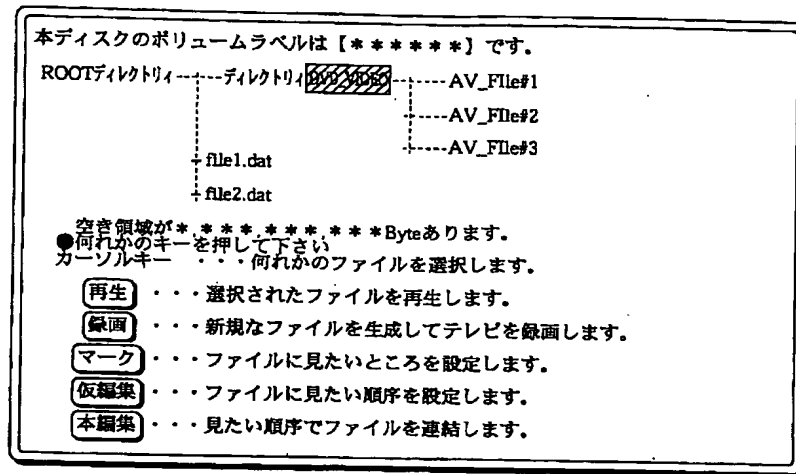 本ディスクのボリュームラベルは【＊＊＊＊＊＊】です。
ROOTディレクトリィ------ディレクトリィ DVD_VIDEO------AV_FIle#1
-----AV_FIle#2
-----AV_FIle#3
file1.dat
file2.dat
空き領域が＊,＊＊＊,＊＊＊,＊＊＊Byteあります。
●何れかのキーを押して下さい
カーソルキー ・・・何れかのファイルを選択します。
再生 ・・・選択されたファイルを再生します。
録画 ・・・新規なファイルを生成してテレビを録画します。
マーク ・・・ファイルに見たいところを設定します。
仮編集 ・・・ファイルに見たい順序を設定します。
本編集 ・・・見たい順序でファイルを連結します。